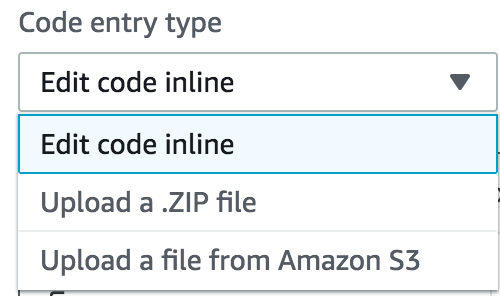 Code entry type
Edit code inline
Edit code inline
Upload a .ZIP file
Upload a file from Amazon S3